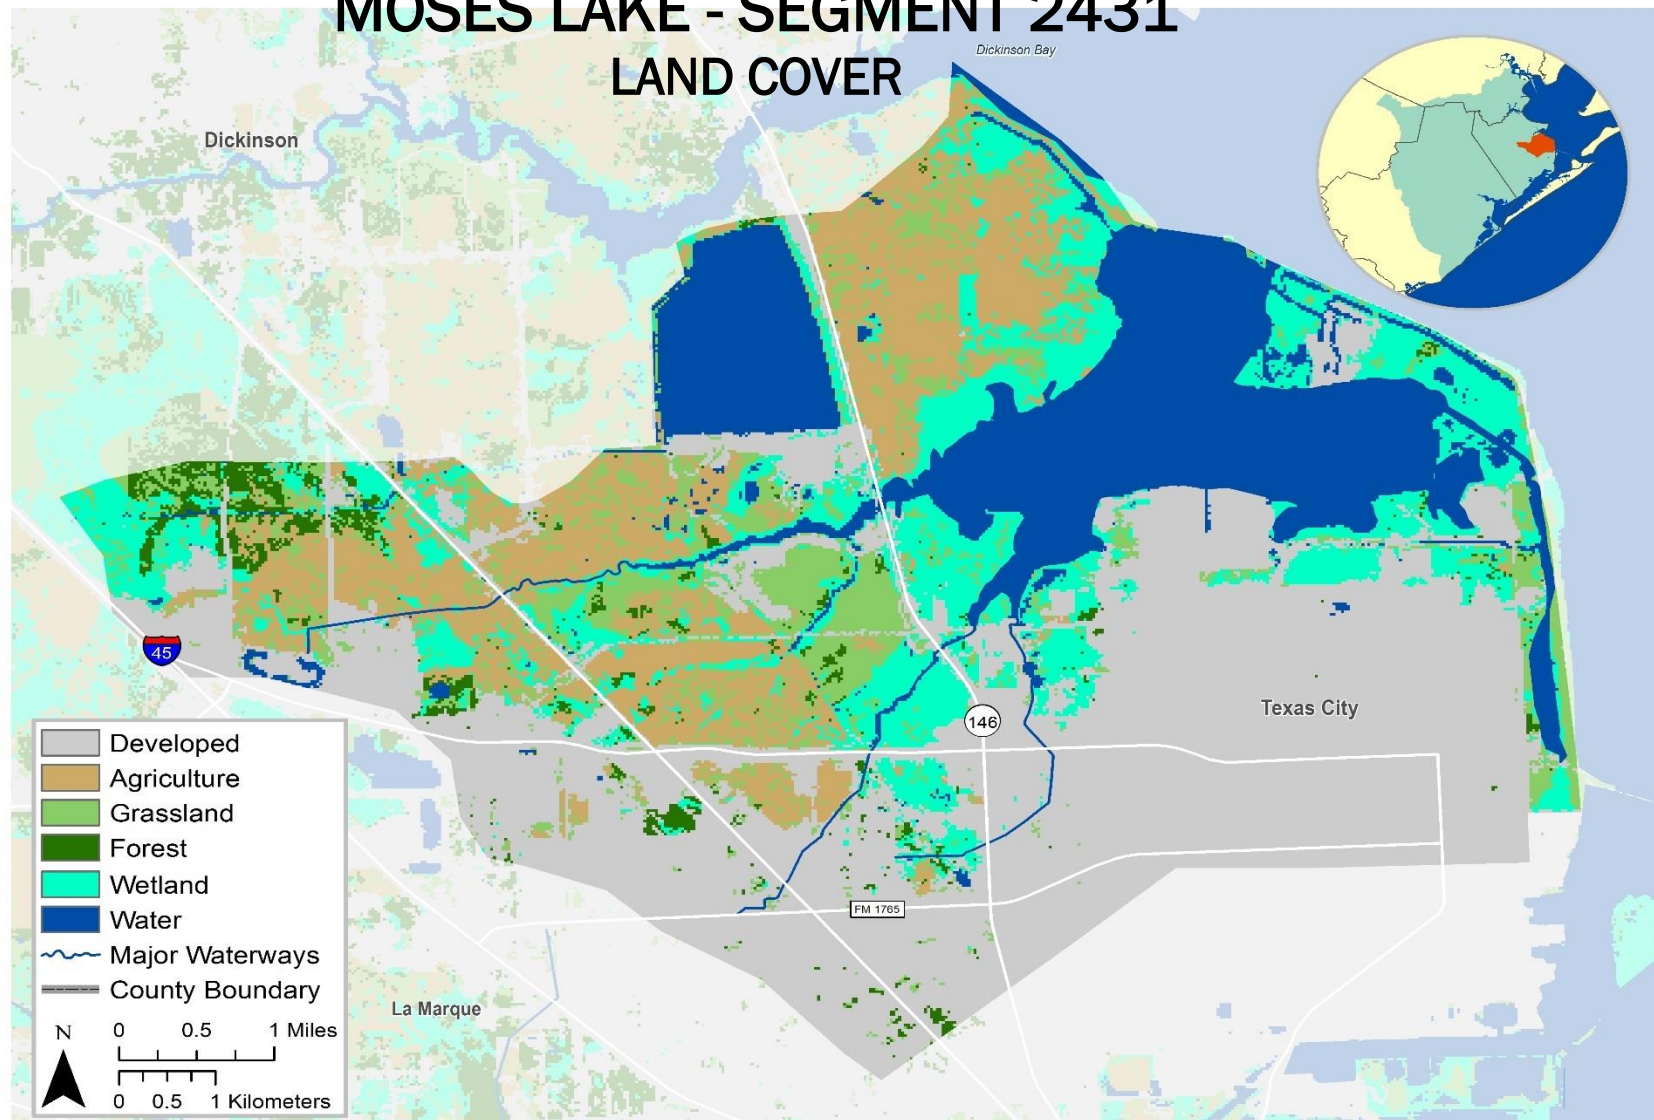 MOSES LAKE - SEGMENT 2431
LAND COVER
Dickinson Bay
Dickinson
45
146
Texas City
FM 1765
La Marque
Developed
Agriculture
Grassland
Forest
Wetland
Water
Major Waterways
County Boundary
N
0 0.5 1 Miles
0 0.5 1 Kilometers